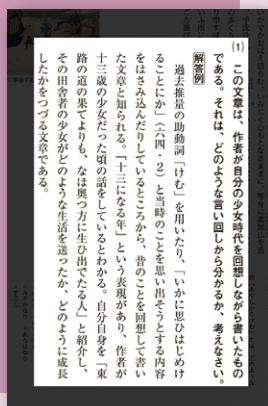 (1) この文章は、作者が自分の少女時代を回想しながら書いたもの
である。それは、どのような言い回しから分かるか、考えなさい。
解答例
過去推量の助動詞「けむ」を用いたり、「いかに思ひはじめけ
ることにか」(六四・2)と当時のことを思い出そうとする内容
をはさみ込んだりしているところから、昔のことを回想して書い
た文章と知られる。「十三になる年」という表現があり、作者が
十三歳の少女だった頃の話をしているとわかる。自分自身を「東
路の道の果てよりも、なほ奥つ方に生ひ出でたる人」と紹介し、
その田舎者の少女がどのような生活を送ったか、どのように成長
したかをつづる文章である。